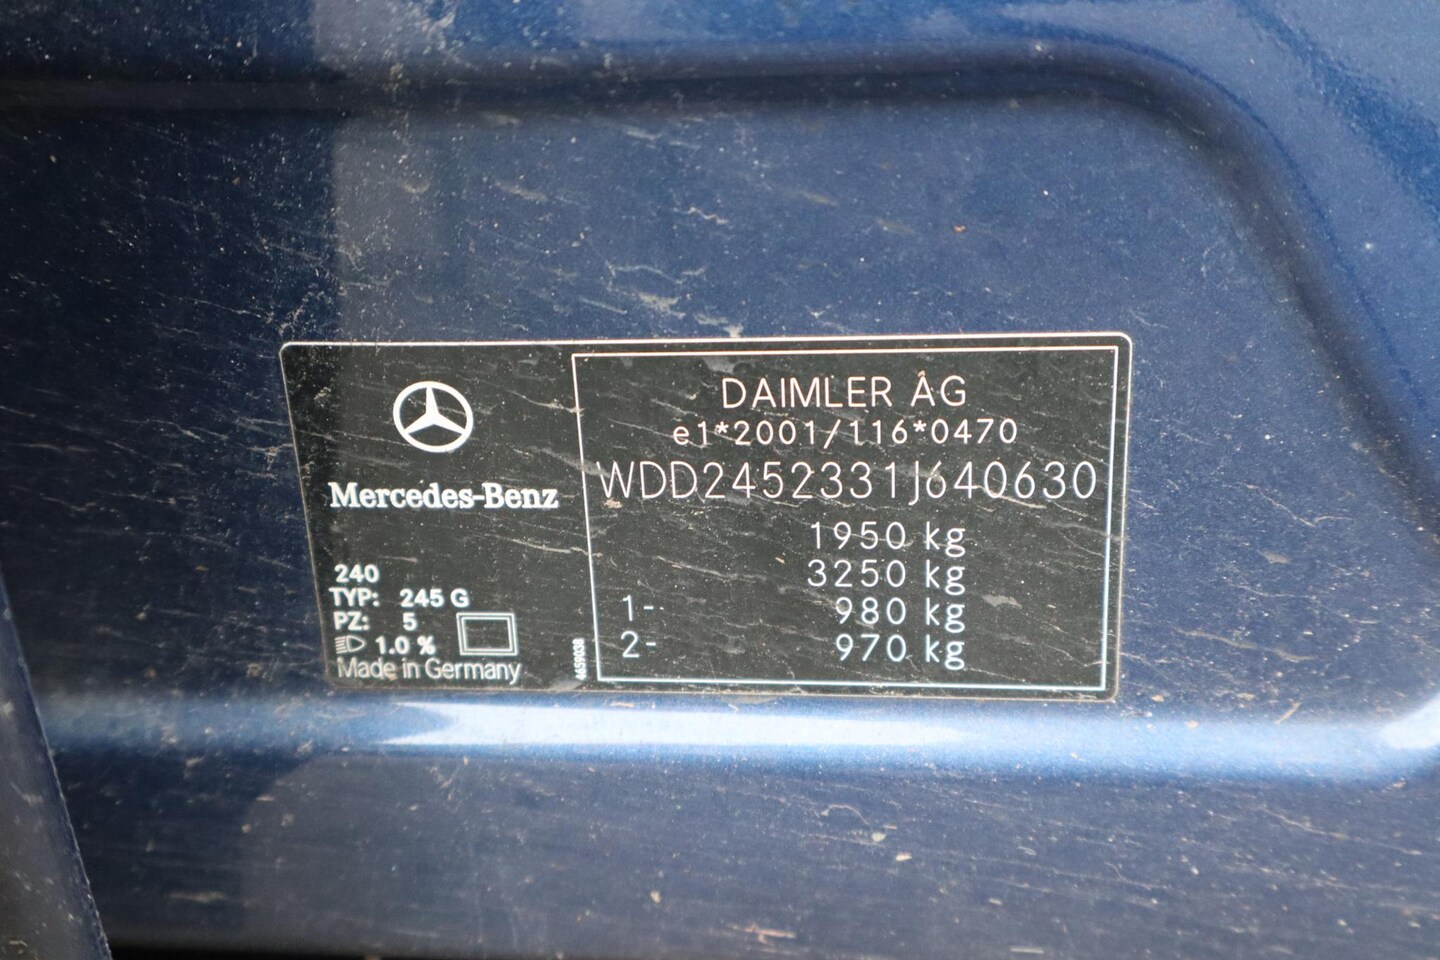 Mercedes-Benz
240
TYP: 245 G
PZ: 5
1.0 %
Made in Germany
4659038
DAIMLER AG
e1*2001/116*0470
WDD2452331J640630
1950 kg
3250 kg
1- 980 kg
2- 970 kg